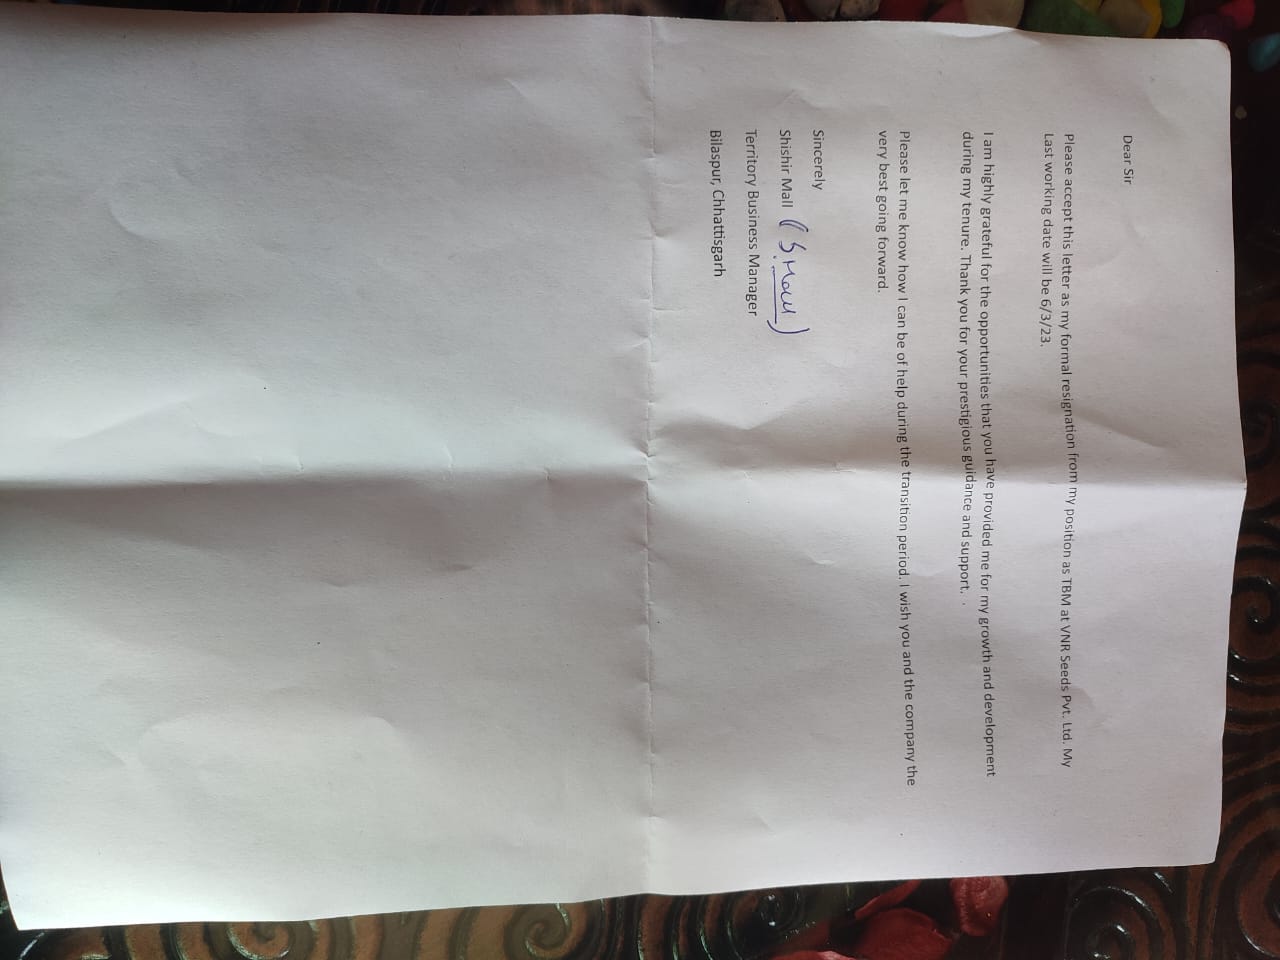 Dear Sir
Please accept this letter as my formal resignation from my position as TBM at VNR Seeds Pvt. Ltd. My
Last working date will be 6/3/23.
I am highly grateful for the opportunities that you have provided me for my growth and development
during my tenure. Thank you for your prestigious guidance and support.
Please let me know how I can be of help during the transition period. I wish you and the company the
very best going forward.
Sincerely
Shishir Mall (S.Mall)
Territory Business Manager
Bilaspur, Chhattisgarh